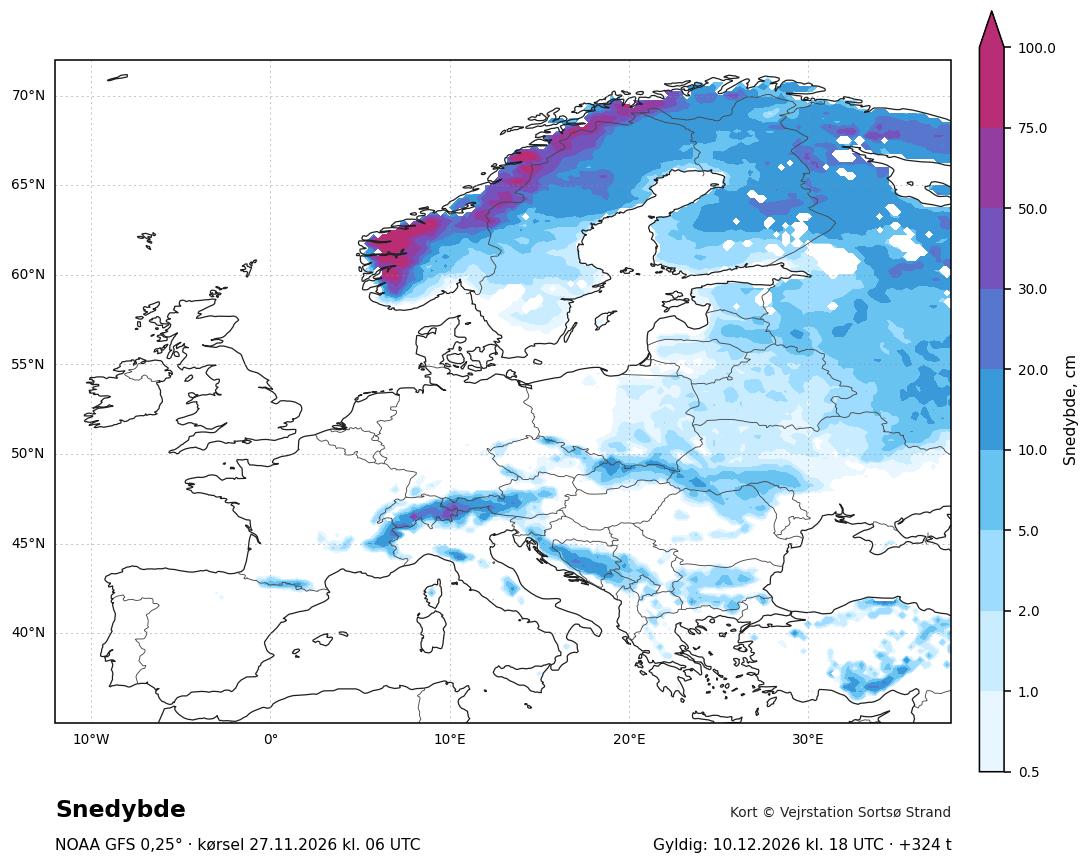 100.0
75.0
50.0
30.0
20.0
10.0
5.0
2.0
1.0
0.5
Snedybde, cm
70°N
65°N
60°N
55°N
50°N
45°N
40°N
10°W 0° 10°E 20°E 30°E
Snedybde
Kort © Vejrstation Sortsø Strand
NOAA GFS 0,25° · kørsel 27.11.2026 kl. 06 UTC
Gyldig: 10.12.2026 kl. 18 UTC · +324 t